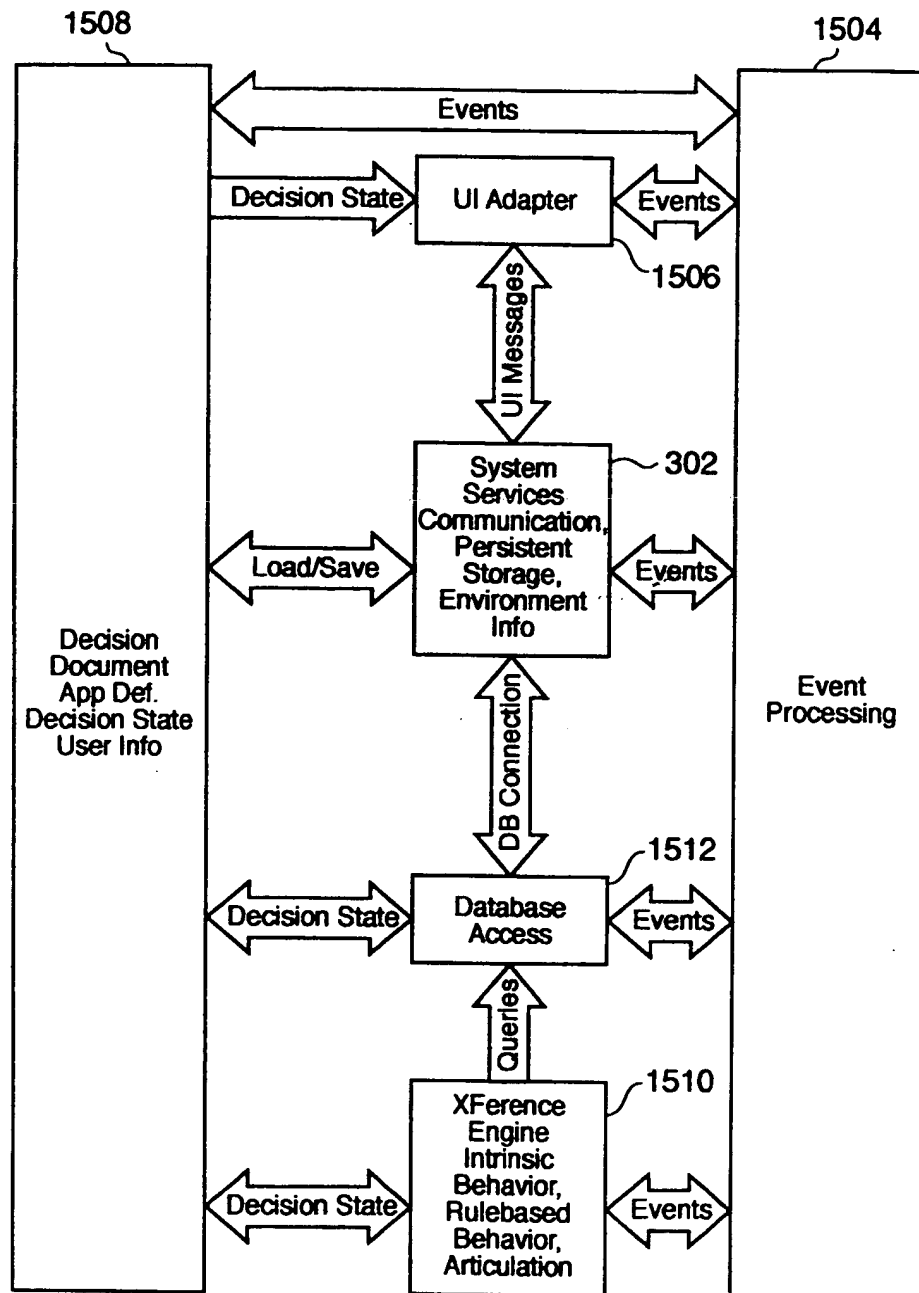 1508
1504
Events
Decision State
UI Adapter
Events
1506
UI Messages
302
System
Services
Communication,
Persistent
Storage,
Environment
Info
Load/Save
Events
Decision
Document
App Def.
Decision State
User Info
Event
Processing
DB Connection
1512
Decision State
Database
Access
Events
Queries
1510
XFerence
Engine
Intrinsic
Behavior,
Rulebased
Behavior,
Articulation
Decision State
Events